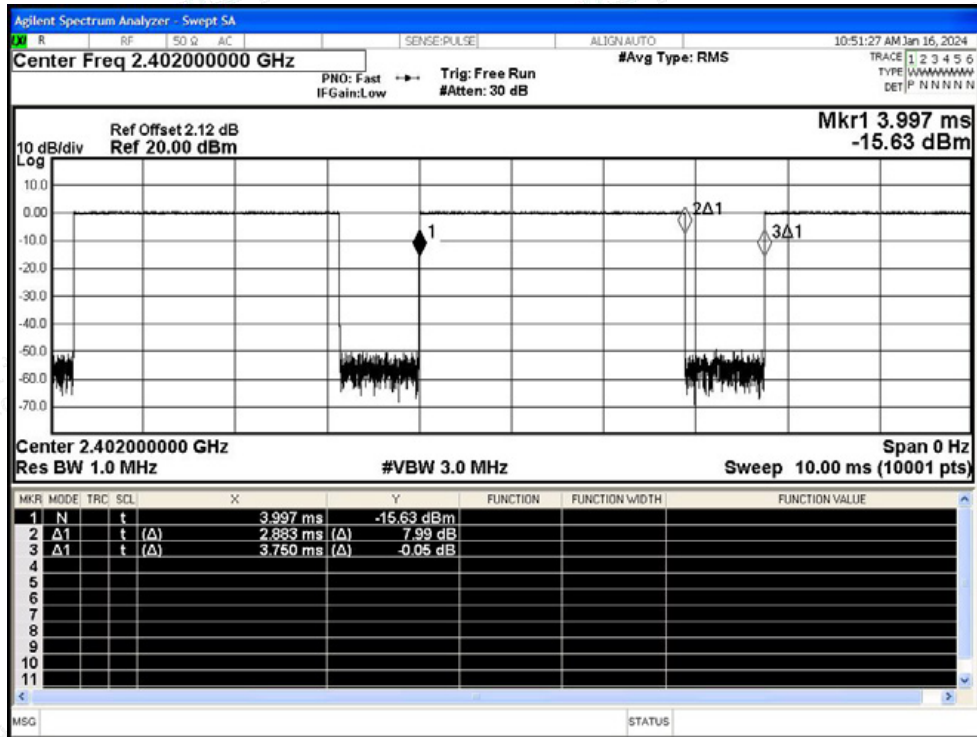 Agilent Spectrum Analyzer - Swept SA
R RF 50 Ω AC SENSE:PULSE ALIGNAUTO 10:51:27 AM Jan 16, 2024
Center Freq 2.402000000 GHz #Avg Type: RMS TRACE 1 2 3 4 5 6
PNO: Fast Trig: Free Run TYPE WWWWWW
IFGain:Low #Atten: 30 dB DET P N N N N N
Mkr1 3.997 ms
Ref Offset 2.12 dB
10 dB/div Ref 20.00 dBm -15.63 dBm
Log
10.0
0.00
2Δ1
1
3Δ1
-10.0
-20.0
-30.0
-40.0
-50.0
-60.0
-70.0
Center 2.402000000 GHz Span 0 Hz
Res BW 1.0 MHz #VBW 3.0 MHz Sweep 10.00 ms (10001 pts)
MKR MODE TRC SCL X Y FUNCTION FUNCTION WIDTH FUNCTION VALUE
1 N t 3.997 ms -15.63 dBm
2 Δ1 t (Δ) 2.883 ms (Δ) 7.99 dB
3 Δ1 t (Δ) 3.750 ms (Δ) -0.05 dB
4
5
6
7
8
9
10
11
MSG STATUS